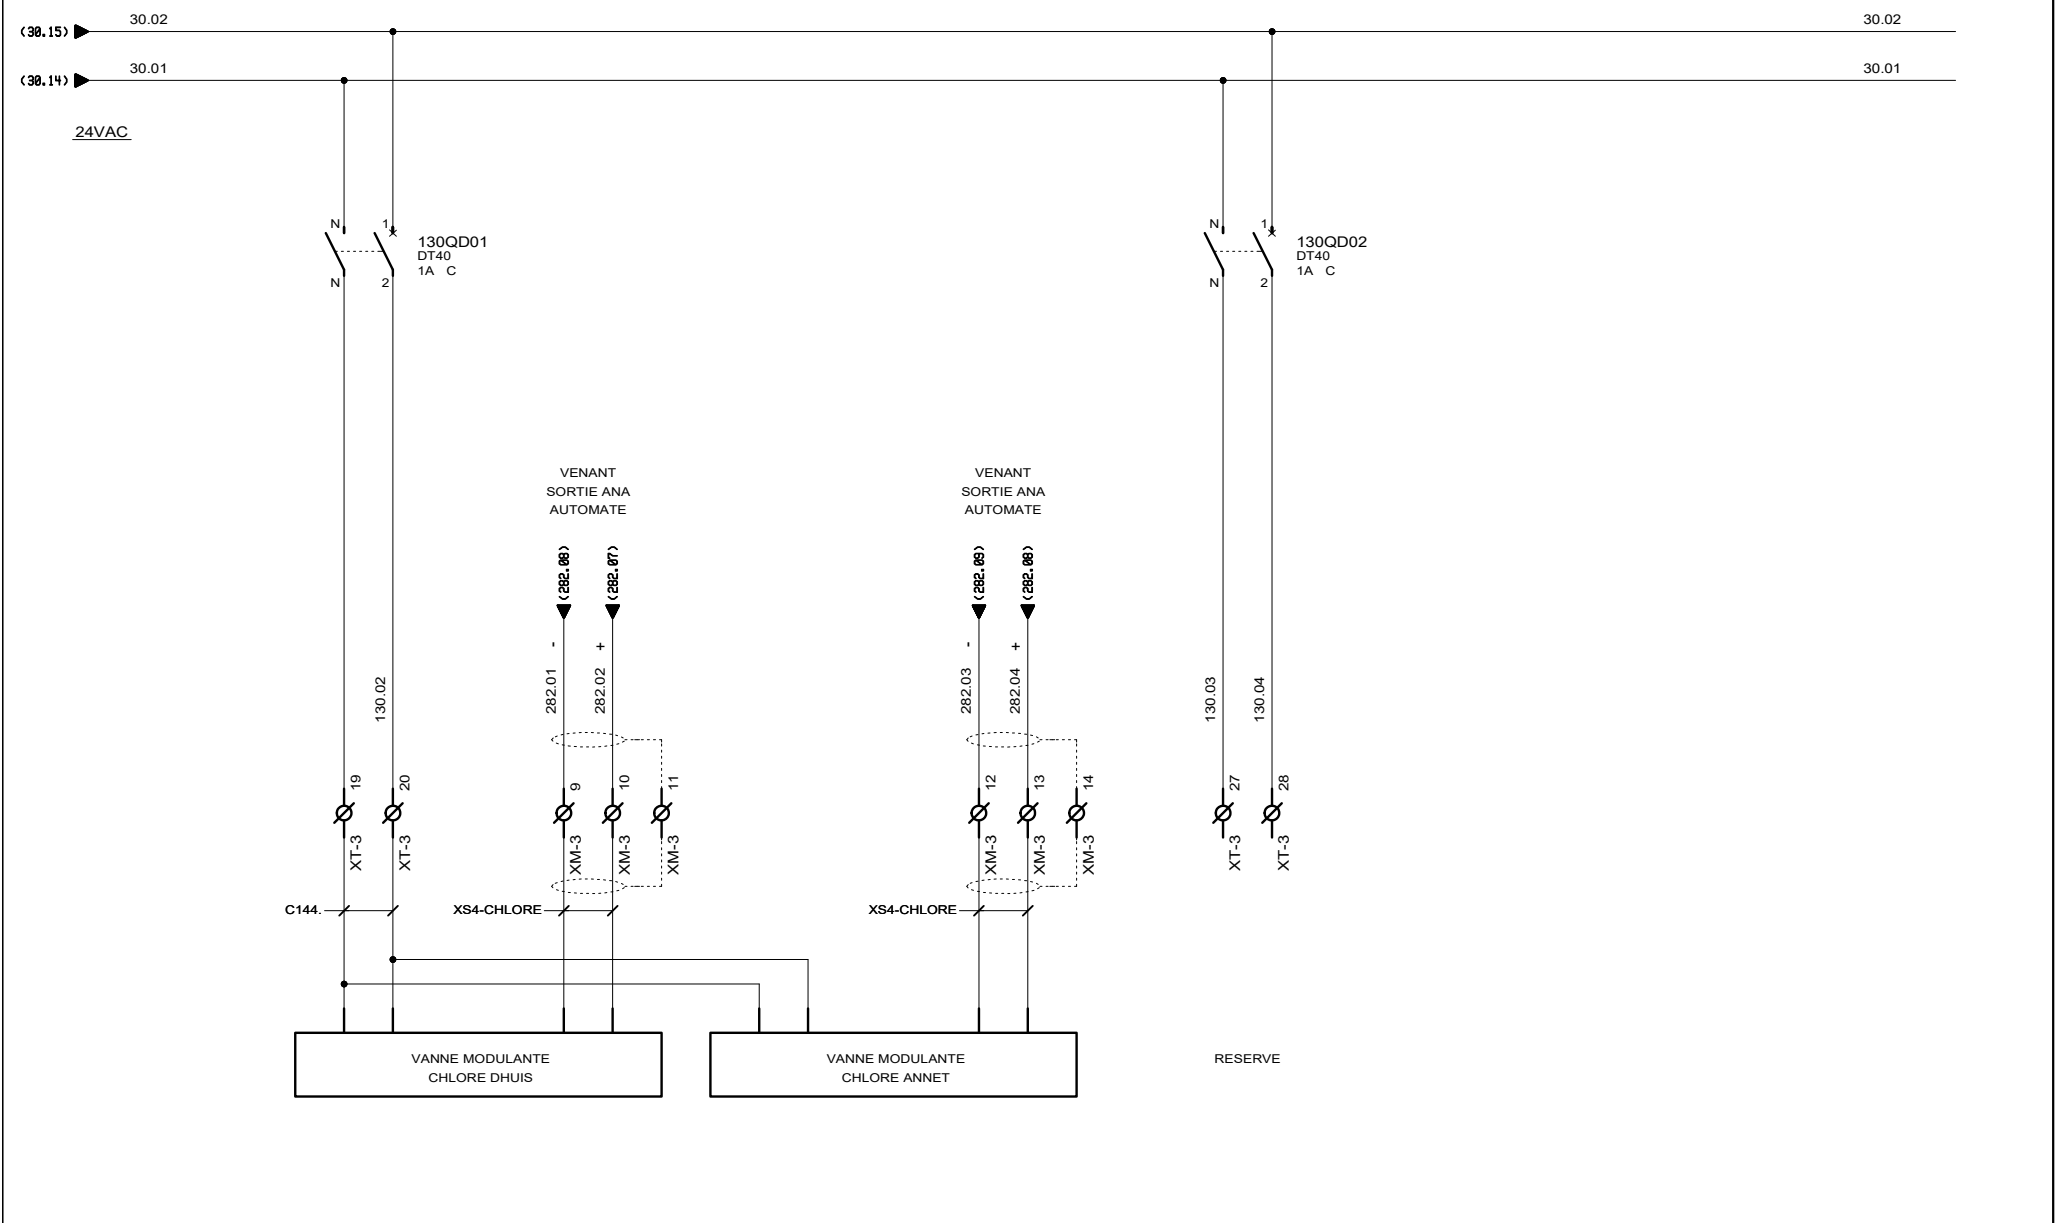 30.02
30.02
(30.15)
30.01
30.01
(30.14)
24VAC
N
1
130QD01
DT40
1A C
N
2
N
1
130QD02
DT40
1A C
N
2
VENANT
SORTIE ANA
AUTOMATE
VENANT
SORTIE ANA
AUTOMATE
(282.08)
(282.07)
(282.09)
(282.08)
-
+
-
+
130.02
282.01
282.02
282.03
282.04
130.03
130.04
19
20
9
10
11
12
13
14
27
28
XT-3
XT-3
XM-3
XM-3
XM-3
XM-3
XM-3
XM-3
XT-3
XT-3
C144.
XS4-CHLORE
XS4-CHLORE
VANNE MODULANTE
CHLORE DHUIS
VANNE MODULANTE
CHLORE ANNET
RESERVE